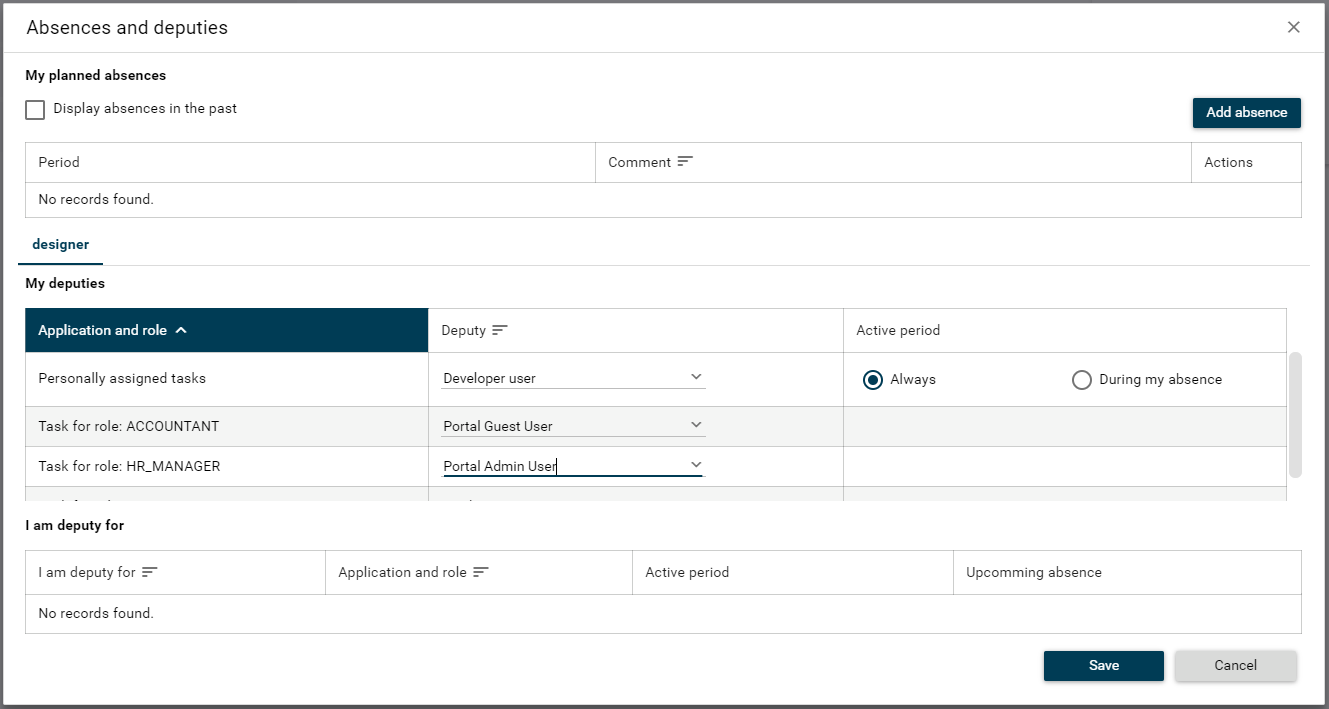 Absences and deputies
My planned absences
Display absences in the past
Add absence
Period Comment Actions
No records found.
designer
My deputies
Application and role Deputy Active period
Personally assigned tasks Developer user Always During my absence
Task for role: ACCOUNTANT Portal Guest User
Task for role: HR_MANAGER Portal Admin User
I am deputy for
I am deputy for Application and role Active period Upcomming absence
No records found.
Save Cancel